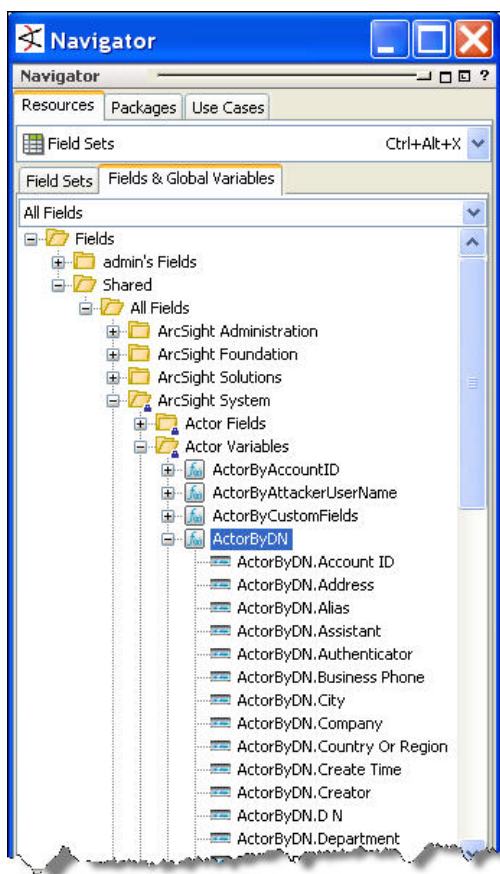 Navigator
Navigator ?
Resources Packages Use Cases
Field Sets Ctrl+Alt+X
Field Sets Fields & Global Variables
All Fields
Fields
admin's Fields
Shared
All Fields
ArcSight Administration
ArcSight Foundation
ArcSight Solutions
ArcSight System
Actor Fields
Actor Variables
ActorByAccountID
ActorByAttackerUserName
ActorByCustomFields
ActorByDN
ActorByDN.Account ID
ActorByDN.Address
ActorByDN.Alias
ActorByDN.Assistant
ActorByDN.Authenticator
ActorByDN.Business Phone
ActorByDN.City
ActorByDN.Company
ActorByDN.Country Or Region
ActorByDN.Create Time
ActorByDN.Creator
ActorByDN.D N
ActorByDN.Department